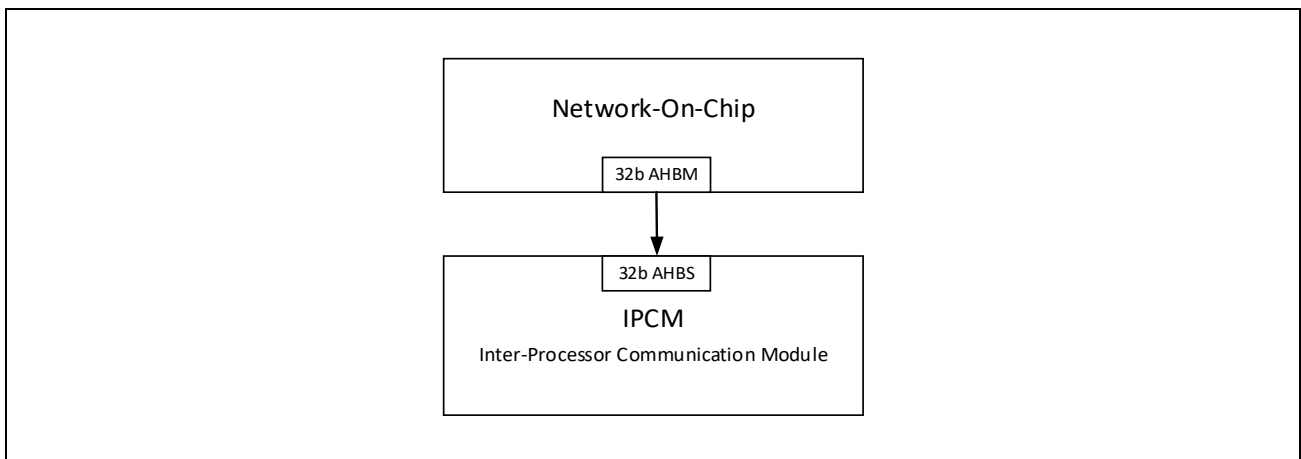 Network-On-Chip
32b AHBM
32b AHBS
IPCM
Inter-Processor Communication Module